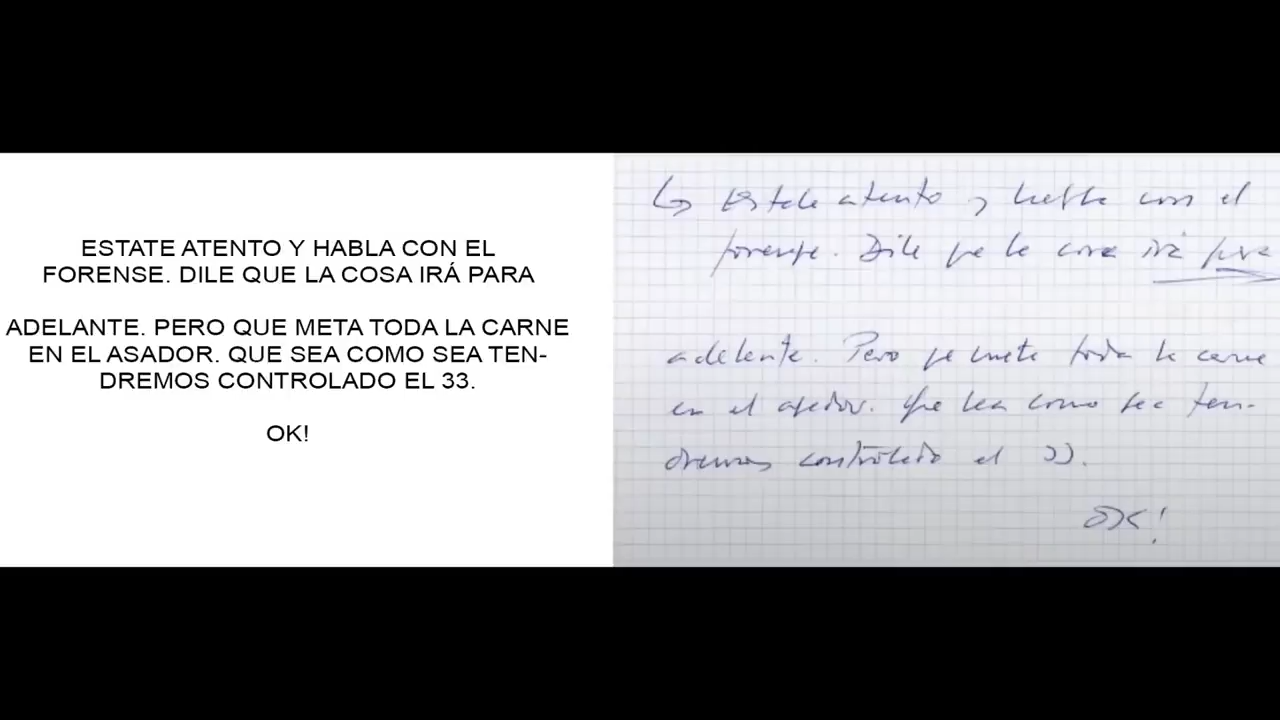 ESTATE ATENTO Y HABLA CON EL
FORENSE. DILE QUE LA COSA IRÁ PARA
ADELANTE. PERO QUE META TODA LA CARNE
EN EL ASADOR. QUE SEA COMO SEA TEN-
DREMOS CONTROLADO EL 33.
OK!
Estate atento y habla con el
forense. Dile que la cosa irá para
adelante. Pero que meta toda la carne
en el asador. Que sea como sea ten-
dremos controlado el 33.
OK!